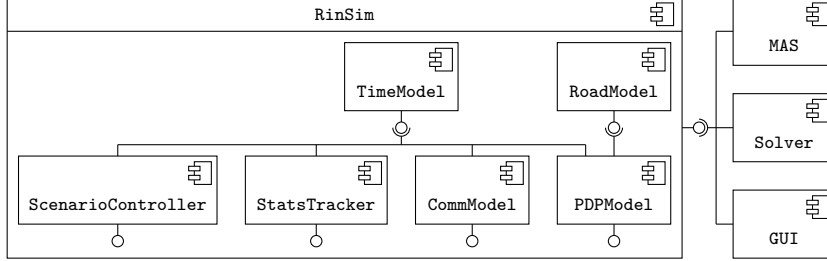 RinSim
MAS
TimeModel
RoadModel
Solver
ScenarioController
StatsTracker
CommModel
PDPModel
GUI